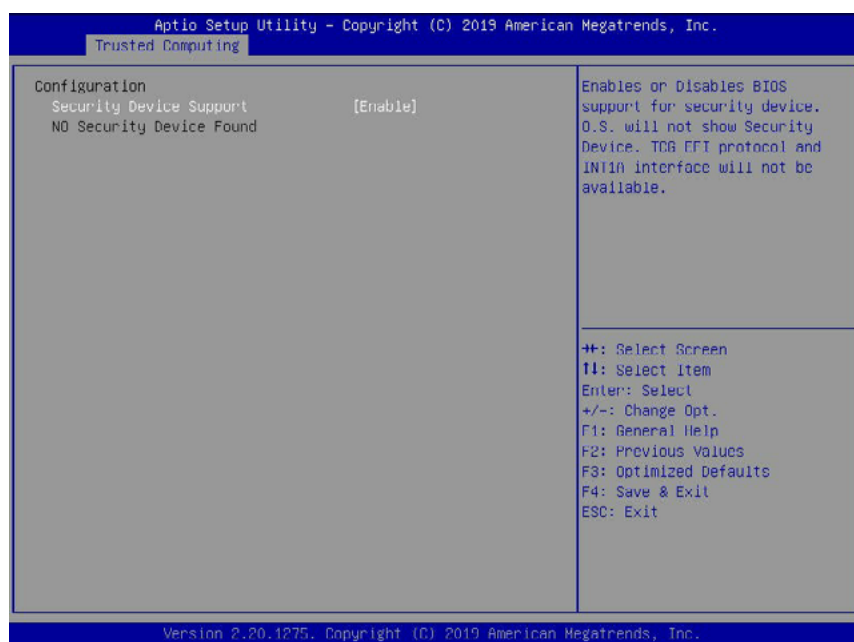 Aptio Setup Utility – Copyright (C) 2019 American Megatrends, Inc.
Trusted Computing
Configuration
Security Device Support [Enable]
NO Security Device Found
Enables or Disables BIOS
support for security device.
O.S. will not show Security
Device. TCG EFI protocol and
INT1A interface will not be
available.
→←: Select Screen
↑↓: Select Item
Enter: Select
+/-: Change Opt.
F1: General Help
F2: Previous Values
F3: Optimized Defaults
F4: Save & Exit
ESC: Exit
Version 2.20.1275. Copyright (C) 2019 American Megatrends, Inc.